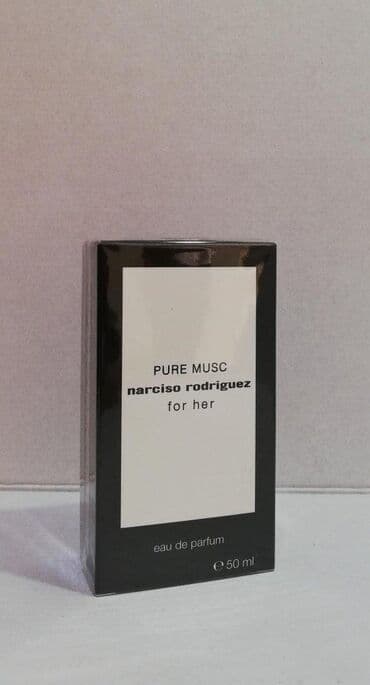 PURE MUSC
narciso rodriguez
for her
eau de parfum
℮ 50 ml